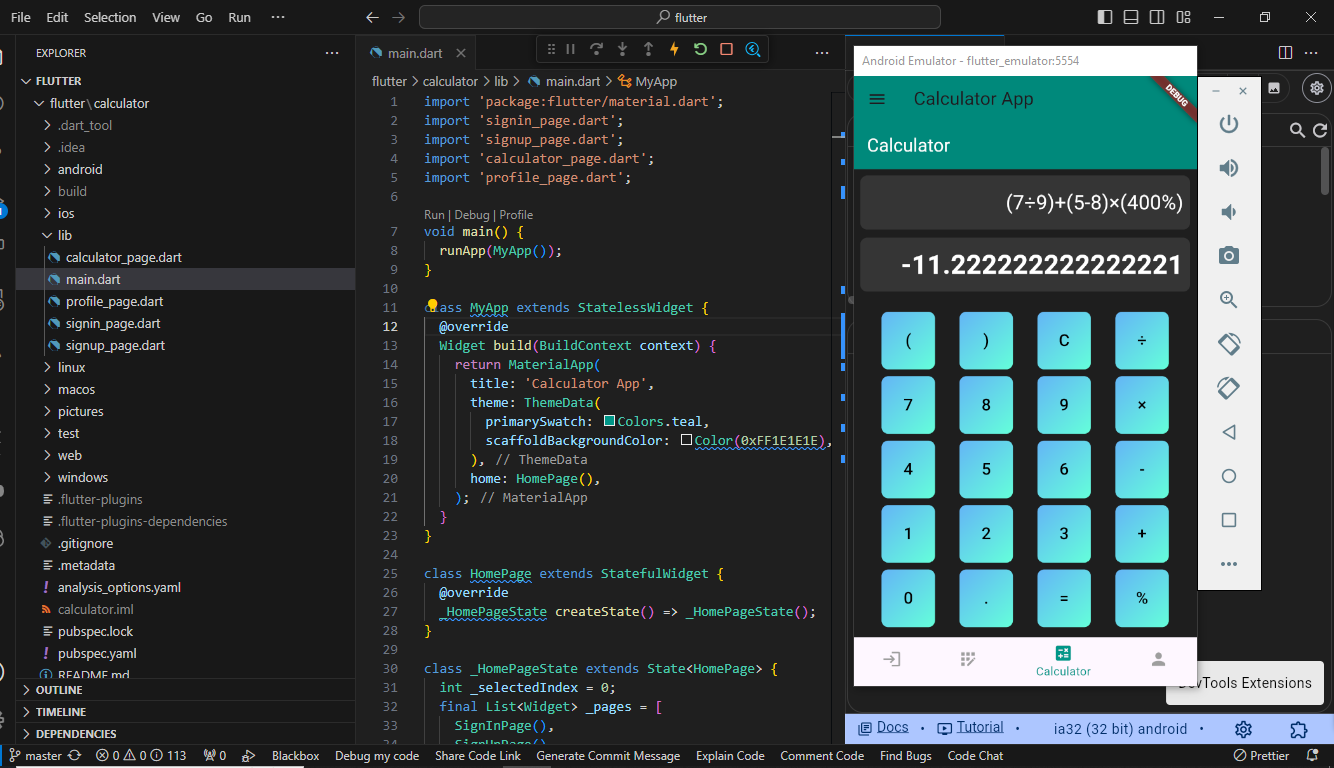 File Edit Selection View Go Run ···
flutter
EXPLORER
FLUTTER
flutter\calculator
.dart_tool
.idea
android
build
ios
lib
calculator_page.dart
main.dart
profile_page.dart
signin_page.dart
signup_page.dart
linux
macos
pictures
test
web
windows
.flutter-plugins
.flutter-plugins-dependencies
.gitignore
.metadata
analysis_options.yaml
calculator.iml
pubspec.lock
pubspec.yaml
README.md
OUTLINE
TIMELINE
DEPENDENCIES
main.dart
flutter > calculator > lib > main.dart > MyApp
1 import 'package:flutter/material.dart';
2 import 'signin_page.dart';
3 import 'signup_page.dart';
4 import 'calculator_page.dart';
5 import 'profile_page.dart';
6
Run | Debug | Profile
7 void main() {
8 runApp(MyApp());
9 }
10
11 class MyApp extends StatelessWidget {
12 @override
13 Widget build(BuildContext context) {
14 return MaterialApp(
15 title: 'Calculator App',
16 theme: ThemeData(
17 primarySwatch: Colors.teal,
18 scaffoldBackgroundColor: Color(0xFF1E1E1E),
19 ), // ThemeData
20 home: HomePage(),
21 ); // MaterialApp
22 }
23 }
24
25 class HomePage extends StatefulWidget {
26 @override
27 _HomePageState createState() => _HomePageState();
28 }
29
30 class _HomePageState extends State<HomePage> {
31 int _selectedIndex = 0;
32 final List<Widget> _pages = [
33 SignInPage(),
34 SignUpPage()
Android Emulator - flutter_emulator:5554
Calculator App
DEBUG
Calculator
(7÷9)+(5-8)×(400%)
-11.222222222222221
( ) C ÷
7 8 9 ×
4 5 6 -
1 2 3 +
0 . = %
Calculator
DevTools Extensions
Docs • Tutorial • ia32 (32 bit) android •
master 0 0 113 0 Blackbox Debug my code Share Code Link Generate Commit Message Explain Code Comment Code Find Bugs Code Chat Prettier